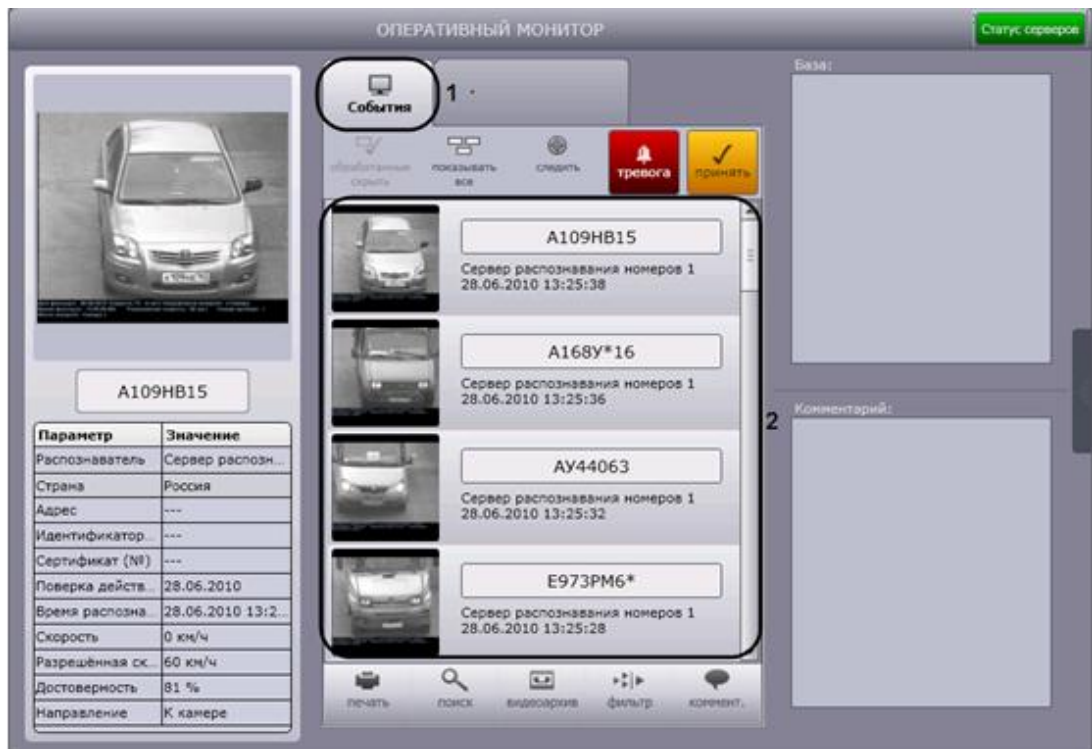 ОПЕРАТИВНЫЙ МОНИТОР
Статус серверов
События
1
обработанные скрыть
показывать все
следить
тревога
принять
А109НВ15
Параметр Значение
Распознаватель Сервер распозн...
Страна Россия
Адрес ---
Идентификатор... ---
Сертификат (№) ---
Поверка действ... 28.06.2010
Время распозна... 28.06.2010 13:2...
Скорость 0 км/ч
Разрешённая ск... 60 км/ч
Достоверность 81 %
Направление К камере
А109НВ15
Сервер распознавания номеров 1
28.06.2010 13:25:38
А168У*16
Сервер распознавания номеров 1
28.06.2010 13:25:36
АУ44063
Сервер распознавания номеров 1
28.06.2010 13:25:32
Е973РМ6*
Сервер распознавания номеров 1
28.06.2010 13:25:28
2
печать
поиск
видеоархив
фильтр
коммент.
База:
Комментарий: